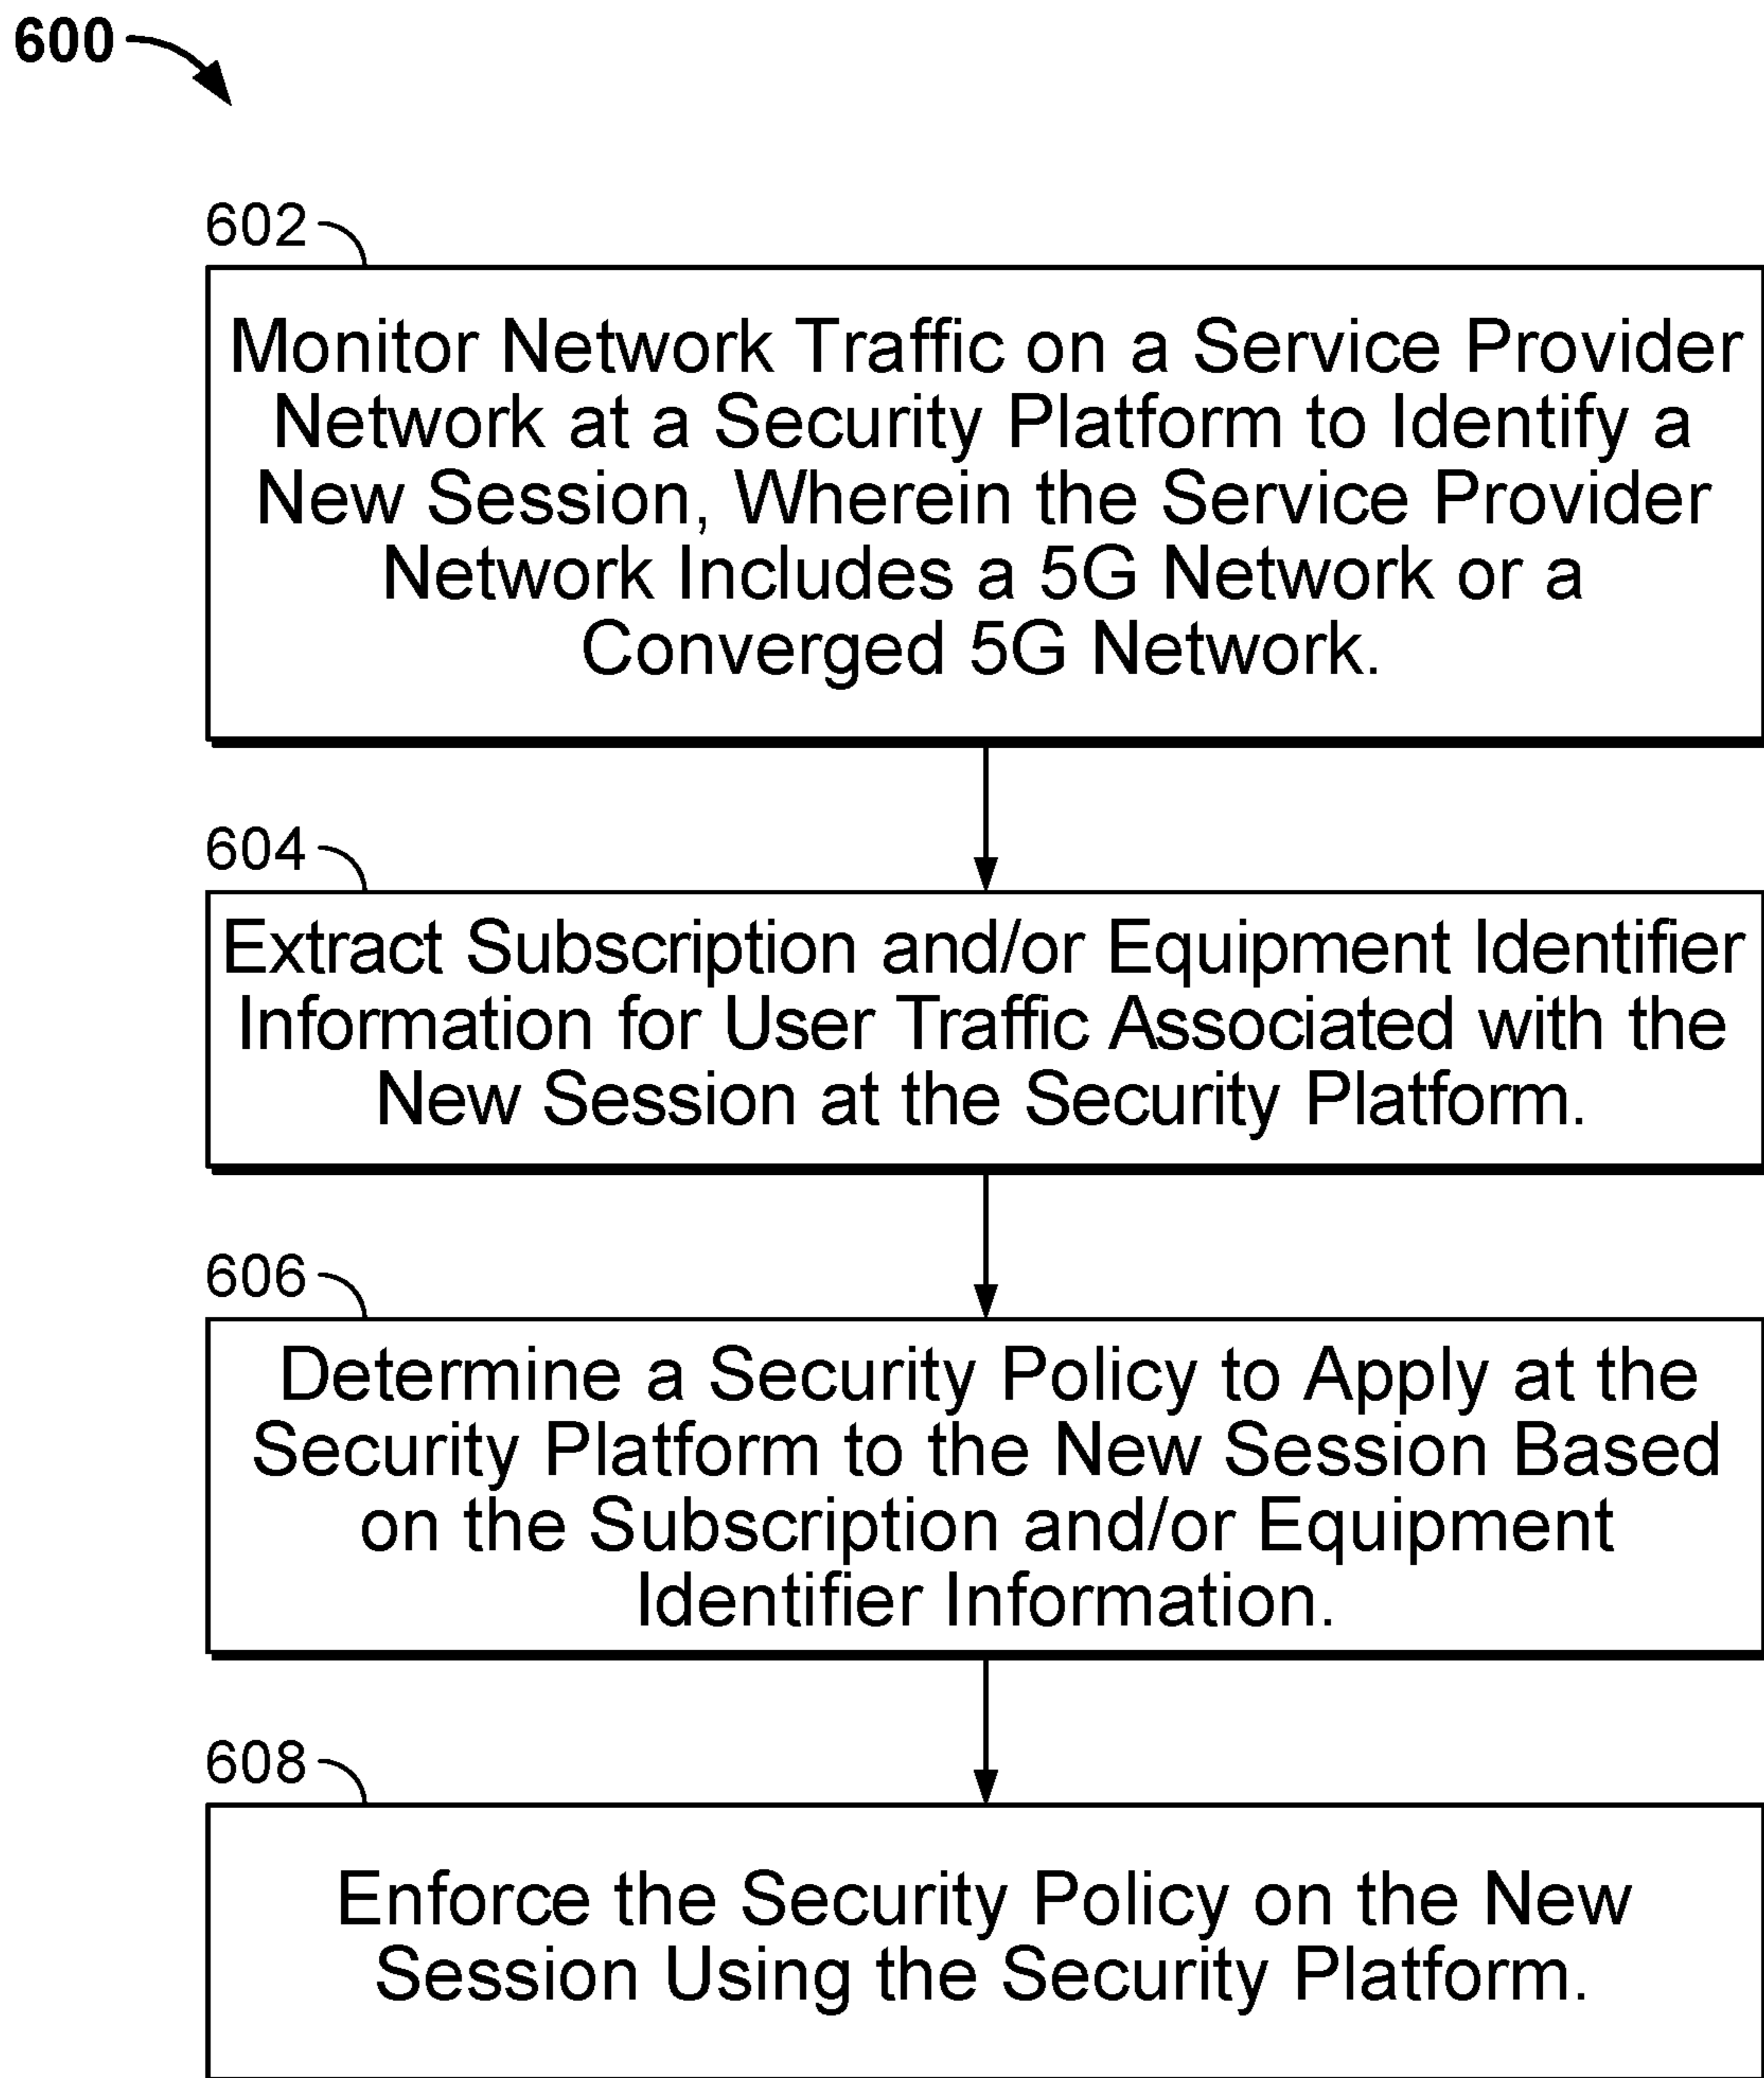 600
602
Monitor Network Traffic on a Service Provider
Network at a Security Platform to Identify a
New Session, Wherein the Service Provider
Network Includes a 5G Network or a
Converged 5G Network.
604
Extract Subscription and/or Equipment Identifier
Information for User Traffic Associated with the
New Session at the Security Platform.
606
Determine a Security Policy to Apply at the
Security Platform to the New Session Based
on the Subscription and/or Equipment
Identifier Information.
608
Enforce the Security Policy on the New
Session Using the Security Platform.